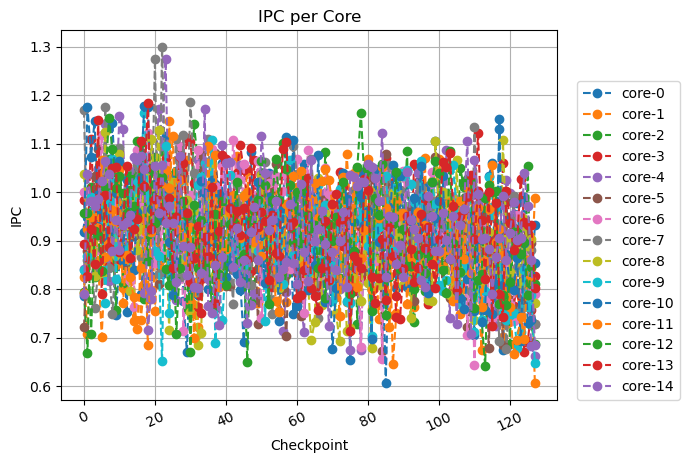 IPC per Core
1.3
1.2
1.1
1.0
0.9
0.8
0.7
0.6
IPC
0
20
40
60
80
100
120
Checkpoint
core-0
core-1
core-2
core-3
core-4
core-5
core-6
core-7
core-8
core-9
core-10
core-11
core-12
core-13
core-14